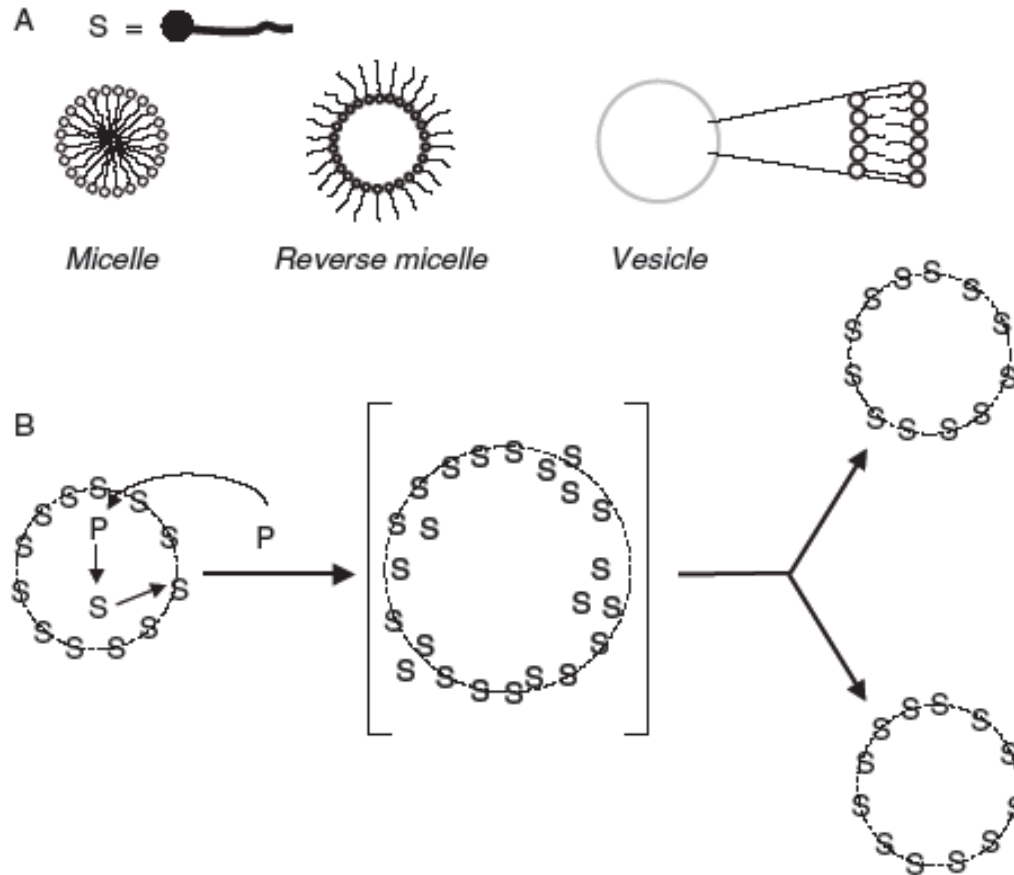 A
S =
Micelle
Reverse micelle
Vesicle
B
P
S
P
S S S S S S S S S S S S S
S S S S S S S S S S S S S S S S S S S S S S S S S
S S S S S S S S S S S S
S S S S S S S S S S S S S